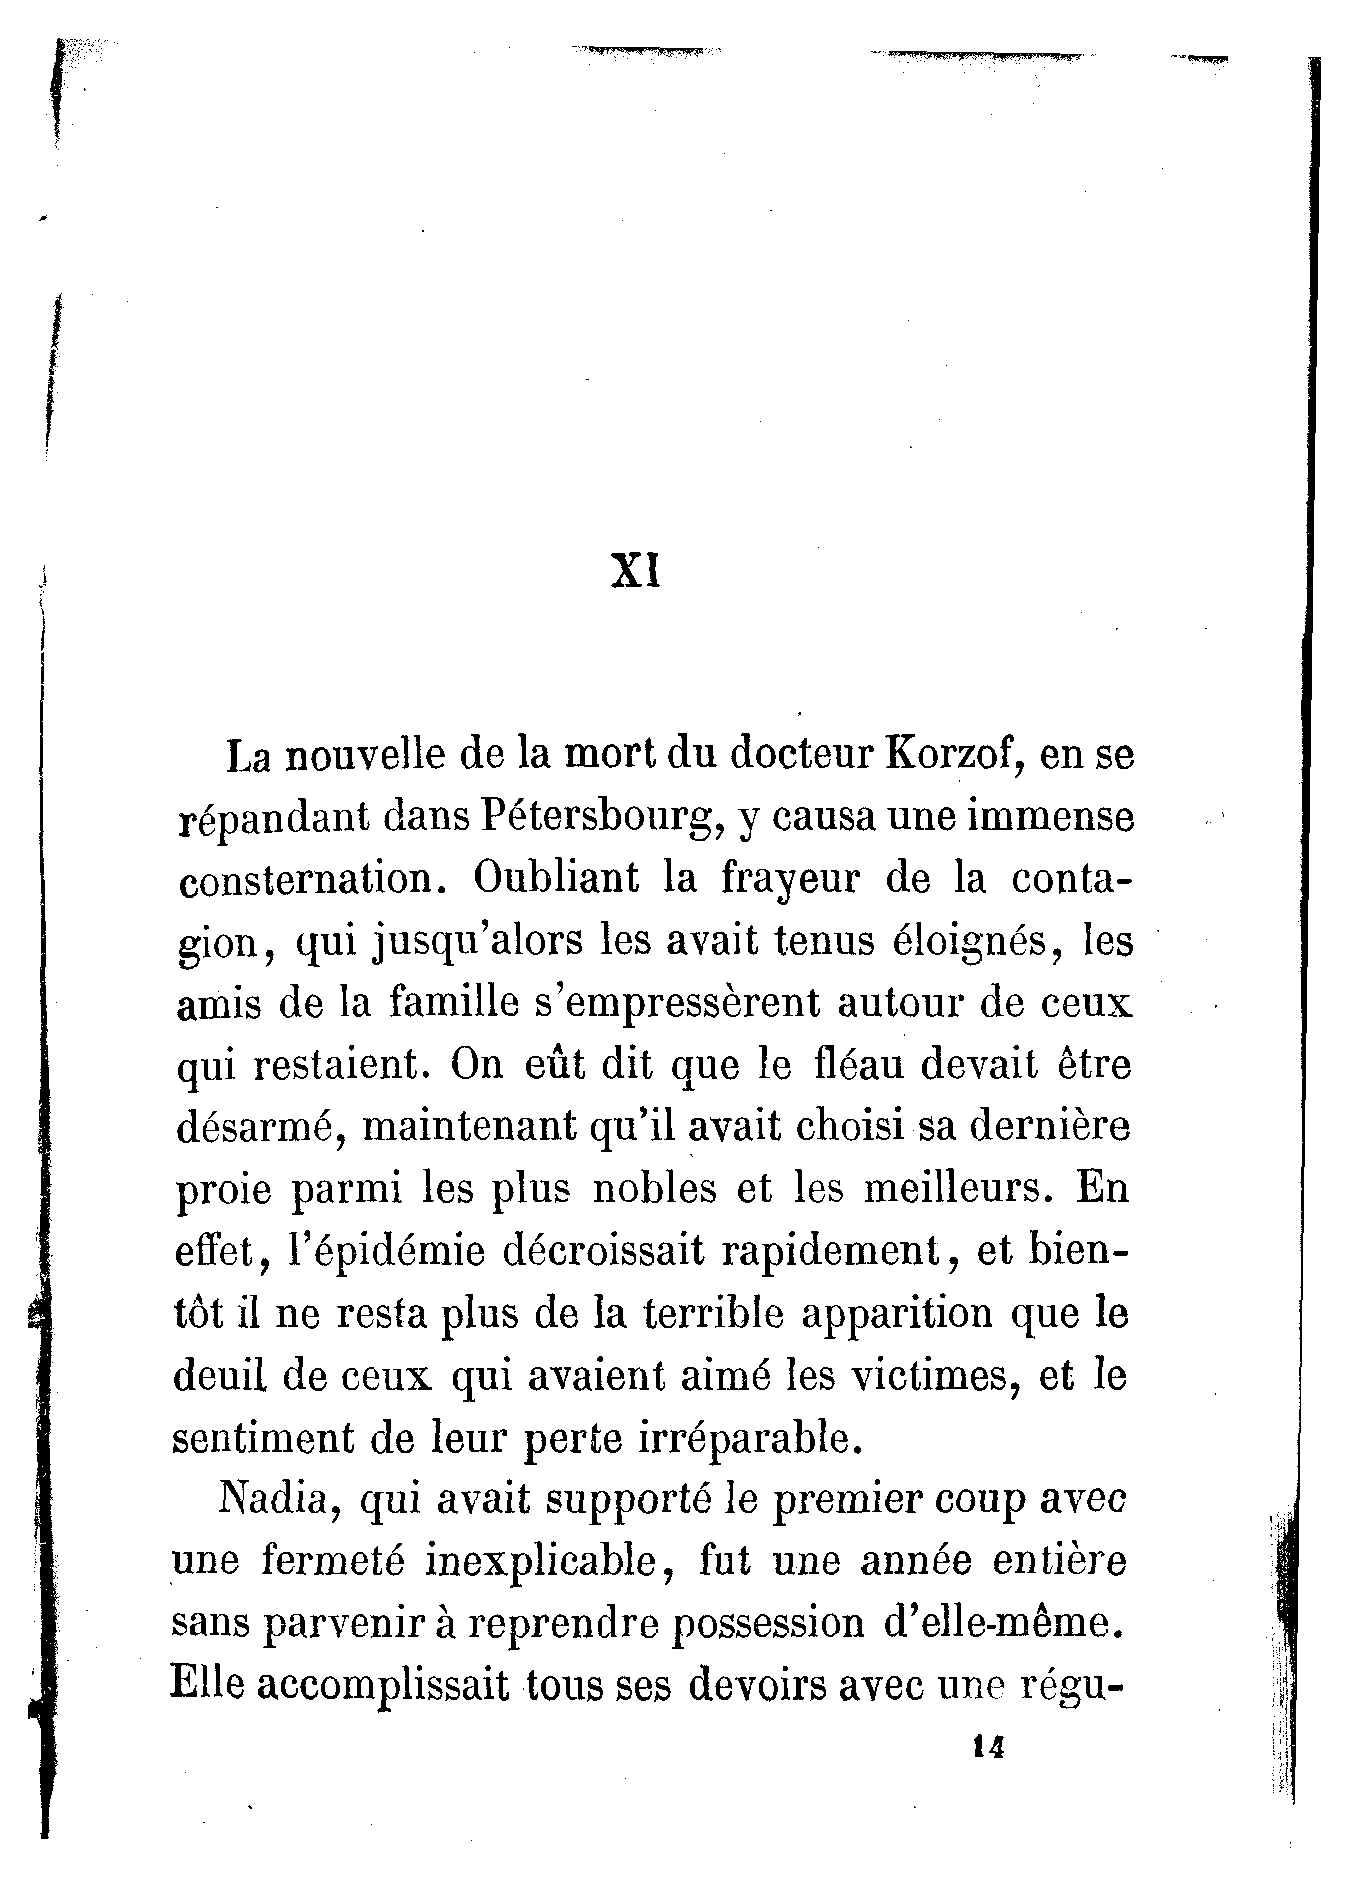 XI
La nouvelle de la mort du docteur Korzof, en se
répandant dans Pétersbourg, y causa une immense
consternation. Oubliant la frayeur de la conta-
gion, qui jusqu'alors les avait tenus éloignés, les
amis de la famille s'empressèrent autour de ceux
qui restaient. On eût dit que le fléau devait être
désarmé, maintenant qu'il avait choisi sa dernière
proie parmi les plus nobles et les meilleurs. En
effet, l'épidémie décroissait rapidement, et bien-
tôt il ne resta plus de la terrible apparition que le
deuil de ceux qui avaient aimé les victimes, et le
sentiment de leur perte irréparable.
Nadia, qui avait supporté le premier coup avec
une fermeté inexplicable, fut une année entière
sans parvenir à reprendre possession d'elle-même.
Elle accomplissait tous ses devoirs avec une régu-
14